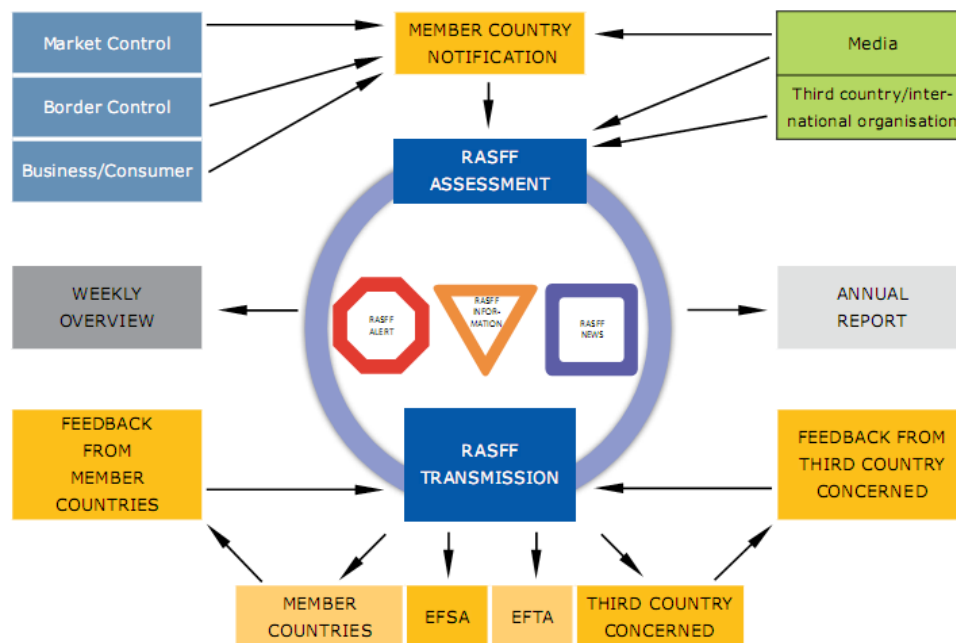 Market Control
Border Control
Business/Consumer
MEMBER COUNTRY
NOTIFICATION
Media
Third country/inter-
national organisation
RASFF
ASSESSMENT
WEEKLY
OVERVIEW
RASFF
ALERT
RASFF
INFOR-
MATION
RASFF
NEWS
ANNUAL
REPORT
FEEDBACK
FROM
MEMBER
COUNTRIES
RASFF
TRANSMISSION
FEEDBACK FROM
THIRD COUNTRY
CONCERNED
MEMBER
COUNTRIES
EFSA
EFTA
THIRD COUNTRY
CONCERNED